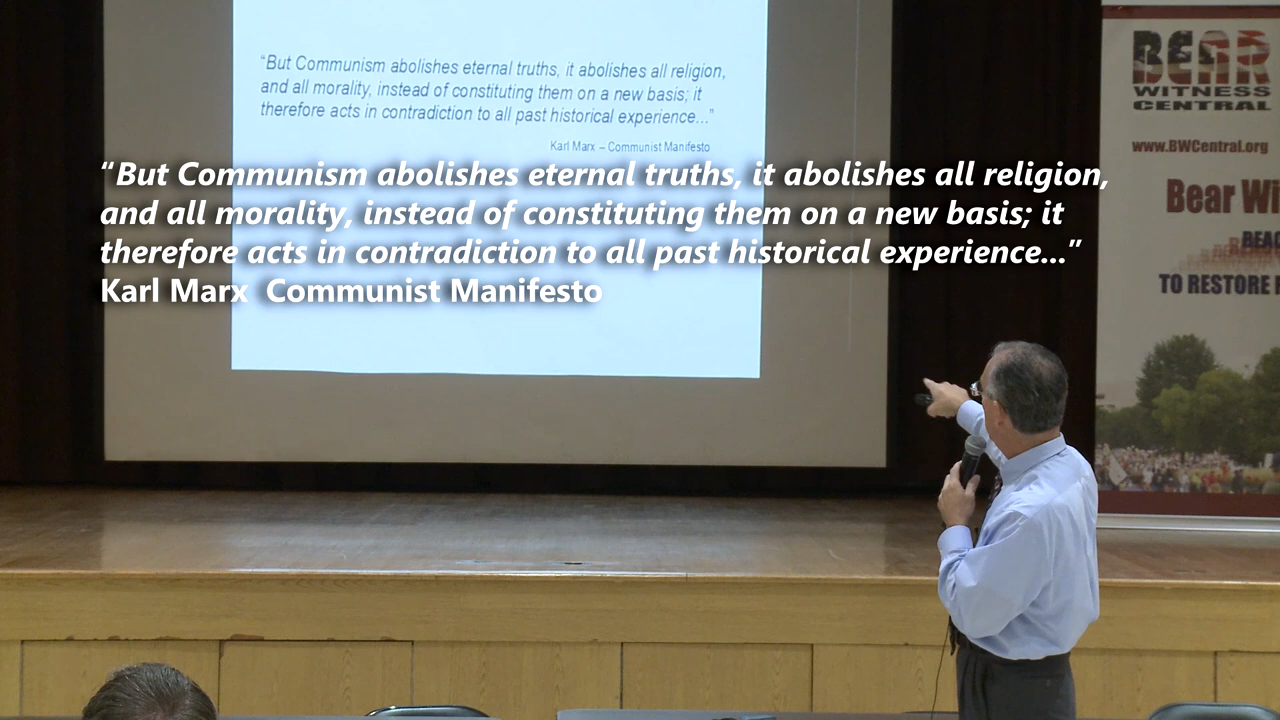 “But Communism abolishes eternal truths, it abolishes all religion,
and all morality, instead of constituting them on a new basis; it
therefore acts in contradiction to all past historical experience...”
Karl Marx – Communist Manifesto
“But Communism abolishes eternal truths, it abolishes all religion,
and all morality, instead of constituting them on a new basis; it
therefore acts in contradiction to all past historical experience...”
Karl Marx Communist Manifesto
BEAR
WITNESS
CENTRAL
www.BWCentral.org
Bear Wi
TO RESTORE